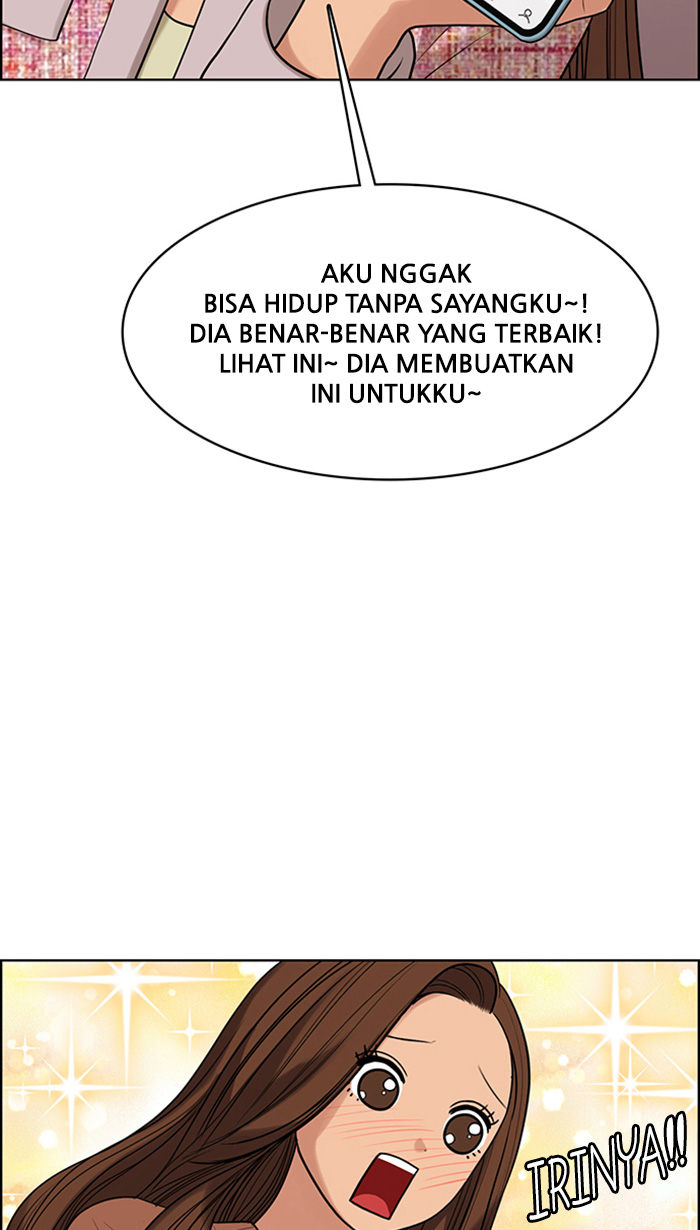 AKU NGGAK
BISA HIDUP TANPA SAYANGKU~!
DIA BENAR-BENAR YANG TERBAIK!
LIHAT INI~ DIA MEMBUATKAN
INI UNTUKKU~
IRINYA!!